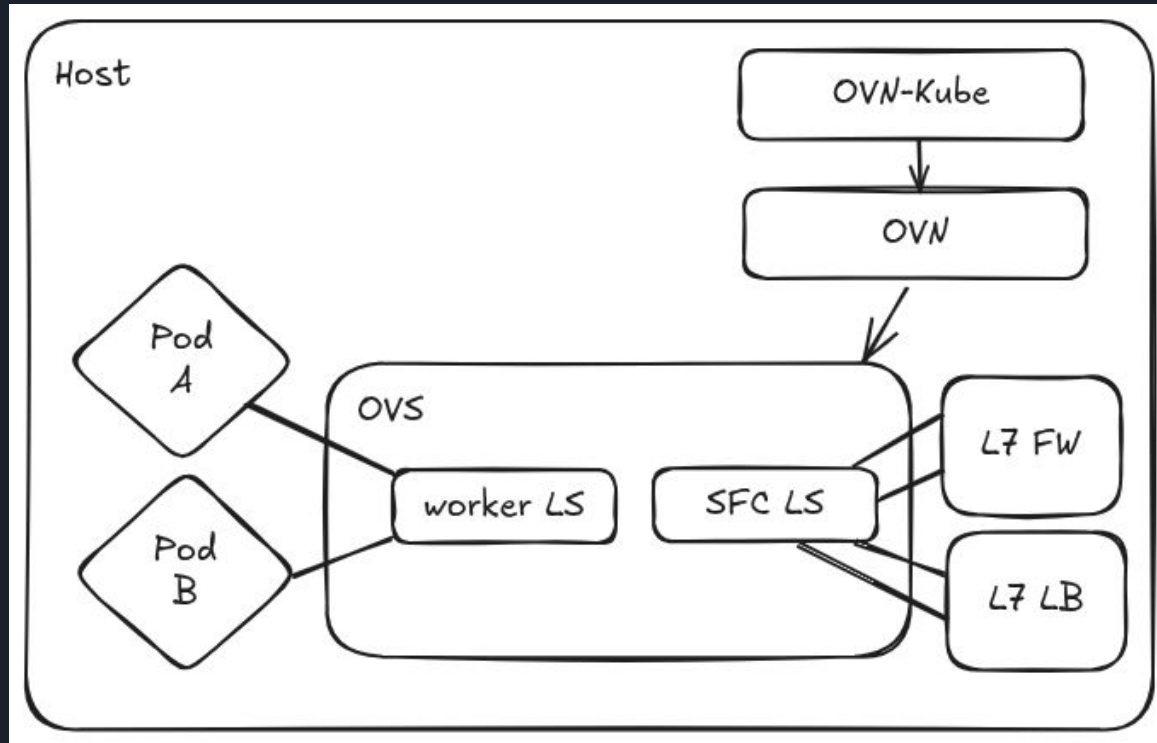 Host
OVN-Kube
OVN
Pod
A
OVS
L7 FW
worker LS
SFC LS
Pod
B
L7 LB